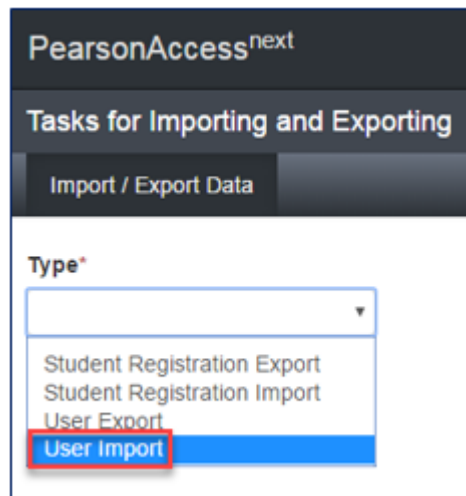 PearsonAccessnext
Tasks for Importing and Exporting
Import / Export Data
Type*
Student Registration Export
Student Registration Import
User Export
User Import